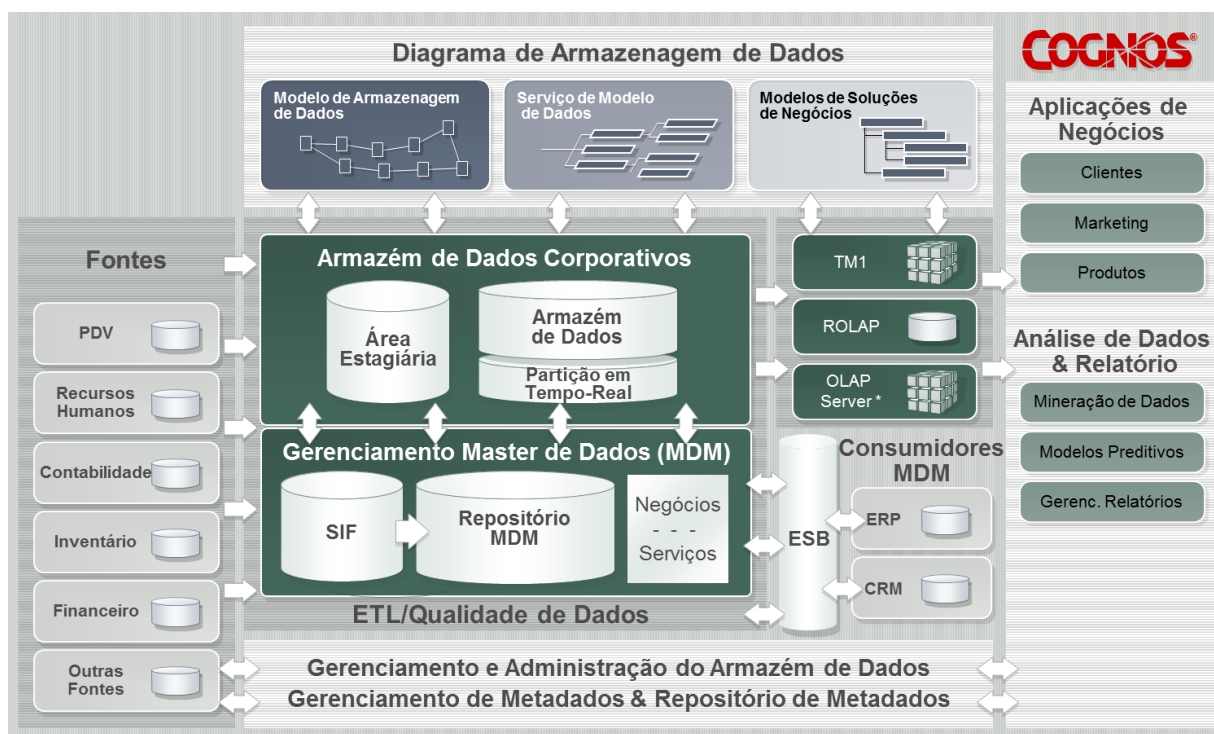 Diagrama de Armazenagem de Dados
COGNOS®
Modelo de Armazenagem
de Dados
Serviço de Modelo
de Dados
Modelos de Soluções
de Negócios
Aplicações de
Negócios
Clientes
Marketing
Produtos
Fontes
PDV
Recursos
Humanos
Contabilidade
Inventário
Financeiro
Outras
Fontes
Armazém de Dados Corporativos
Área
Estagiária
Armazém
de Dados
Partição em
Tempo-Real
TM1
ROLAP
OLAP
Server *
Análise de Dados
& Relatório
Mineração de Dados
Modelos Preditivos
Gerenc. Relatórios
Gerenciamento Master de Dados (MDM)
SIF
Repositório
MDM
Negócios
- - -
Serviços
ESB
Consumidores
MDM
ERP
CRM
ETL/Qualidade de Dados
Gerenciamento e Administração do Armazém de Dados
Gerenciamento de Metadados & Repositório de Metadados